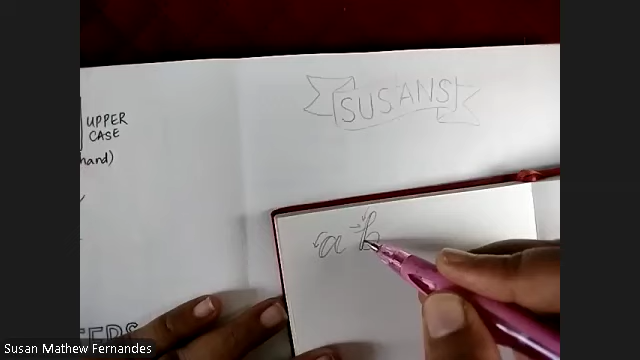 SUSANS
UPPER
CASE
hand)
a b
Susan Mathew Fernandes